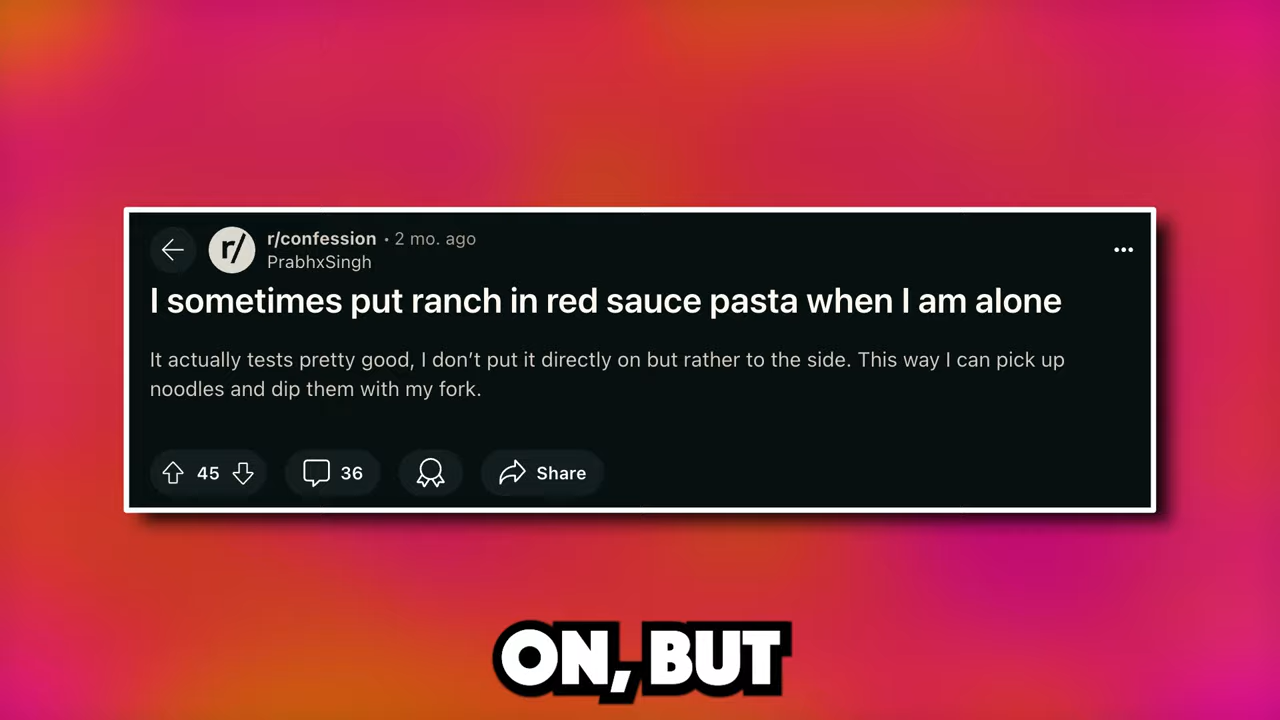 r/confession • 2 mo. ago
PrabhxSingh
I sometimes put ranch in red sauce pasta when I am alone
It actually tests pretty good, I don’t put it directly on but rather to the side. This way I can pick up
noodles and dip them with my fork.
45
36
Share
ON, BUT